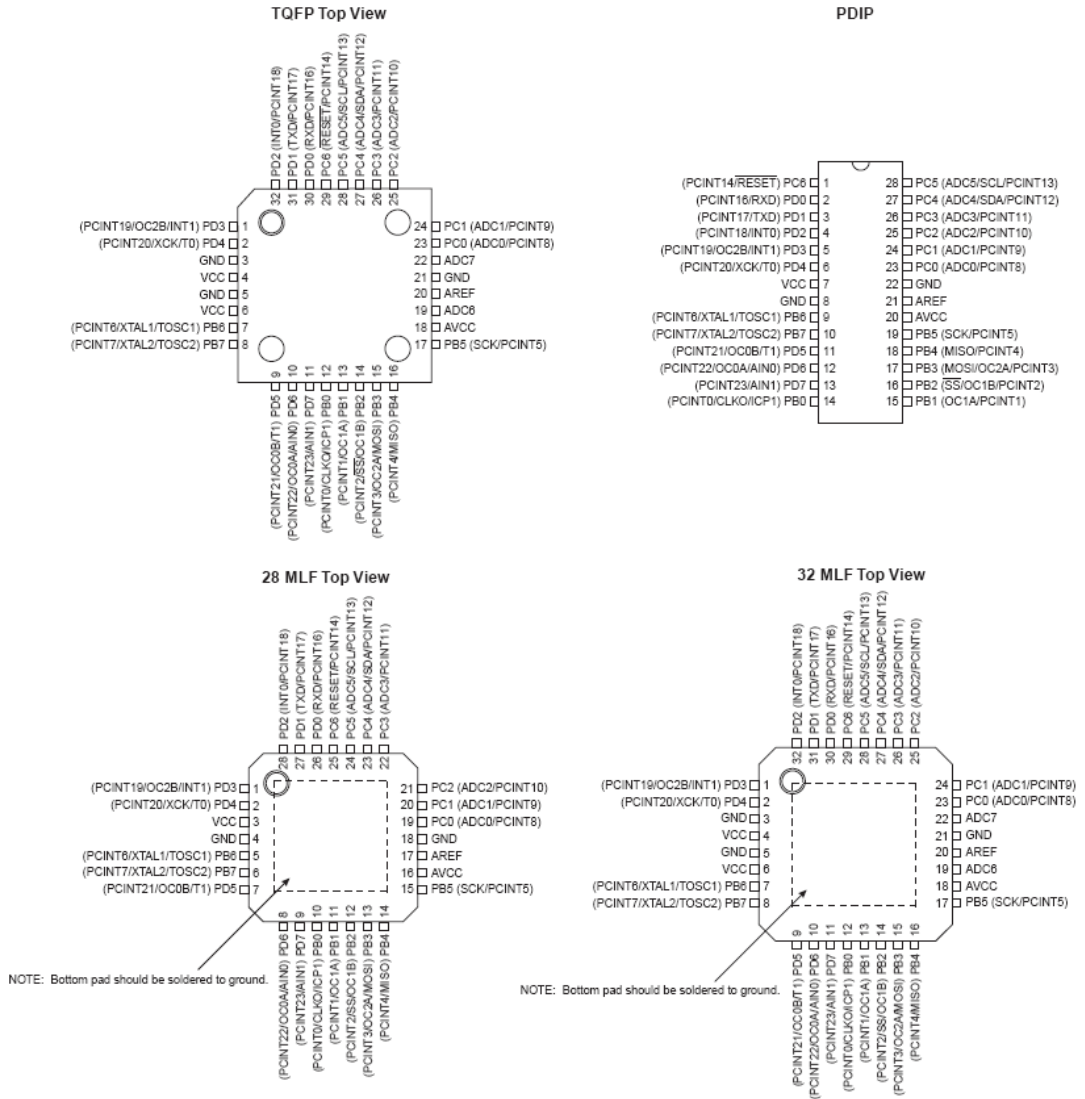 TQFP Top View
PD2 (INT0/PCINT18)
PD1 (TXD/PCINT17)
PD0 (RXD/PCINT16)
PC6 (RESET/PCINT14)
PC5 (ADC5/SCL/PCINT13)
PC4 (ADC4/SDA/PCINT12)
PC3 (ADC3/PCINT11)
PC2 (ADC2/PCINT10)
32
31
30
29
28
27
26
25
(PCINT19/OC2B/INT1) PD3 1
(PCINT20/XCK/T0) PD4 2
GND 3
VCC 4
GND 5
VCC 6
(PCINT6/XTAL1/TOSC1) PB6 7
(PCINT7/XTAL2/TOSC2) PB7 8
24 PC1 (ADC1/PCINT9)
23 PC0 (ADC0/PCINT8)
22 ADC7
21 GND
20 AREF
19 ADC6
18 AVCC
17 PB5 (SCK/PCINT5)
9
10
11
12
13
14
15
16
(PCINT21/OC0B/T1) PD5
(PCINT22/OC0A/AIN0) PD6
(PCINT23/AIN1) PD7
(PCINT0/CLKO/ICP1) PB0
(PCINT1/OC1A) PB1
(PCINT2/SS/OC1B) PB2
(PCINT3/OC2A/MOSI) PB3
(PCINT4/MISO) PB4
PDIP
(PCINT14/RESET) PC6 1
(PCINT16/RXD) PD0 2
(PCINT17/TXD) PD1 3
(PCINT18/INT0) PD2 4
(PCINT19/OC2B/INT1) PD3 5
(PCINT20/XCK/T0) PD4 6
VCC 7
GND 8
(PCINT6/XTAL1/TOSC1) PB6 9
(PCINT7/XTAL2/TOSC2) PB7 10
(PCINT21/OC0B/T1) PD5 11
(PCINT22/OC0A/AIN0) PD6 12
(PCINT23/AIN1) PD7 13
(PCINT0/CLKO/ICP1) PB0 14
28 PC5 (ADC5/SCL/PCINT13)
27 PC4 (ADC4/SDA/PCINT12)
26 PC3 (ADC3/PCINT11)
25 PC2 (ADC2/PCINT10)
24 PC1 (ADC1/PCINT9)
23 PC0 (ADC0/PCINT8)
22 GND
21 AREF
20 AVCC
19 PB5 (SCK/PCINT5)
18 PB4 (MISO/PCINT4)
17 PB3 (MOSI/OC2A/PCINT3)
16 PB2 (SS/OC1B/PCINT2)
15 PB1 (OC1A/PCINT1)
28 MLF Top View
PD2 (INT0/PCINT18)
PD1 (TXD/PCINT17)
PD0 (RXD/PCINT16)
PC6 (RESET/PCINT14)
PC5 (ADC5/SCL/PCINT13)
PC4 (ADC4/SDA/PCINT12)
PC3 (ADC3/PCINT11)
28
27
26
25
24
23
22
(PCINT19/OC2B/INT1) PD3 1
(PCINT20/XCK/T0) PD4 2
VCC 3
GND 4
(PCINT6/XTAL1/TOSC1) PB6 5
(PCINT7/XTAL2/TOSC2) PB7 6
(PCINT21/OC0B/T1) PD5 7
21 PC2 (ADC2/PCINT10)
20 PC1 (ADC1/PCINT9)
19 PC0 (ADC0/PCINT8)
18 GND
17 AREF
16 AVCC
15 PB5 (SCK/PCINT5)
8
9
10
11
12
13
14
(PCINT22/OC0A/AIN0) PD6
(PCINT23/AIN1) PD7
(PCINT0/CLKO/ICP1) PB0
(PCINT1/OC1A) PB1
(PCINT2/SS/OC1B) PB2
(PCINT3/OC2A/MOSI) PB3
(PCINT4/MISO) PB4
NOTE: Bottom pad should be soldered to ground.
32 MLF Top View
PD2 (INT0/PCINT18)
PD1 (TXD/PCINT17)
PD0 (RXD/PCINT16)
PC6 (RESET/PCINT14)
PC5 (ADC5/SCL/PCINT13)
PC4 (ADC4/SDA/PCINT12)
PC3 (ADC3/PCINT11)
PC2 (ADC2/PCINT10)
32
31
30
29
28
27
26
25
(PCINT19/OC2B/INT1) PD3 1
(PCINT20/XCK/T0) PD4 2
GND 3
VCC 4
GND 5
VCC 6
(PCINT6/XTAL1/TOSC1) PB6 7
(PCINT7/XTAL2/TOSC2) PB7 8
24 PC1 (ADC1/PCINT9)
23 PC0 (ADC0/PCINT8)
22 ADC7
21 GND
20 AREF
19 ADC6
18 AVCC
17 PB5 (SCK/PCINT5)
9
10
11
12
13
14
15
16
(PCINT21/OC0B/T1) PD5
(PCINT22/OC0A/AIN0) PD6
(PCINT23/AIN1) PD7
(PCINT0/CLKO/ICP1) PB0
(PCINT1/OC1A) PB1
(PCINT2/SS/OC1B) PB2
(PCINT3/OC2A/MOSI) PB3
(PCINT4/MISO) PB4
NOTE: Bottom pad should be soldered to ground.